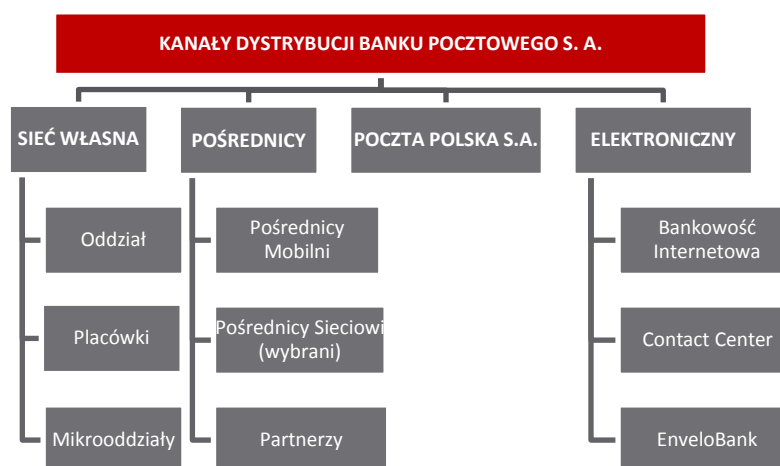 KANAŁY DYSTRYBUCJI BANKU POCZTOWEGO S. A.
SIEĆ WŁASNA
POŚREDNICY
POCZTA POLSKA S.A.
ELEKTRONICZNY
Oddział
Pośrednicy
Mobilni
Bankowość
Internetowa
Placówki
Pośrednicy Sieciowi
(wybrani)
Contact Center
Mikrooddziały
Partnerzy
EnveloBank